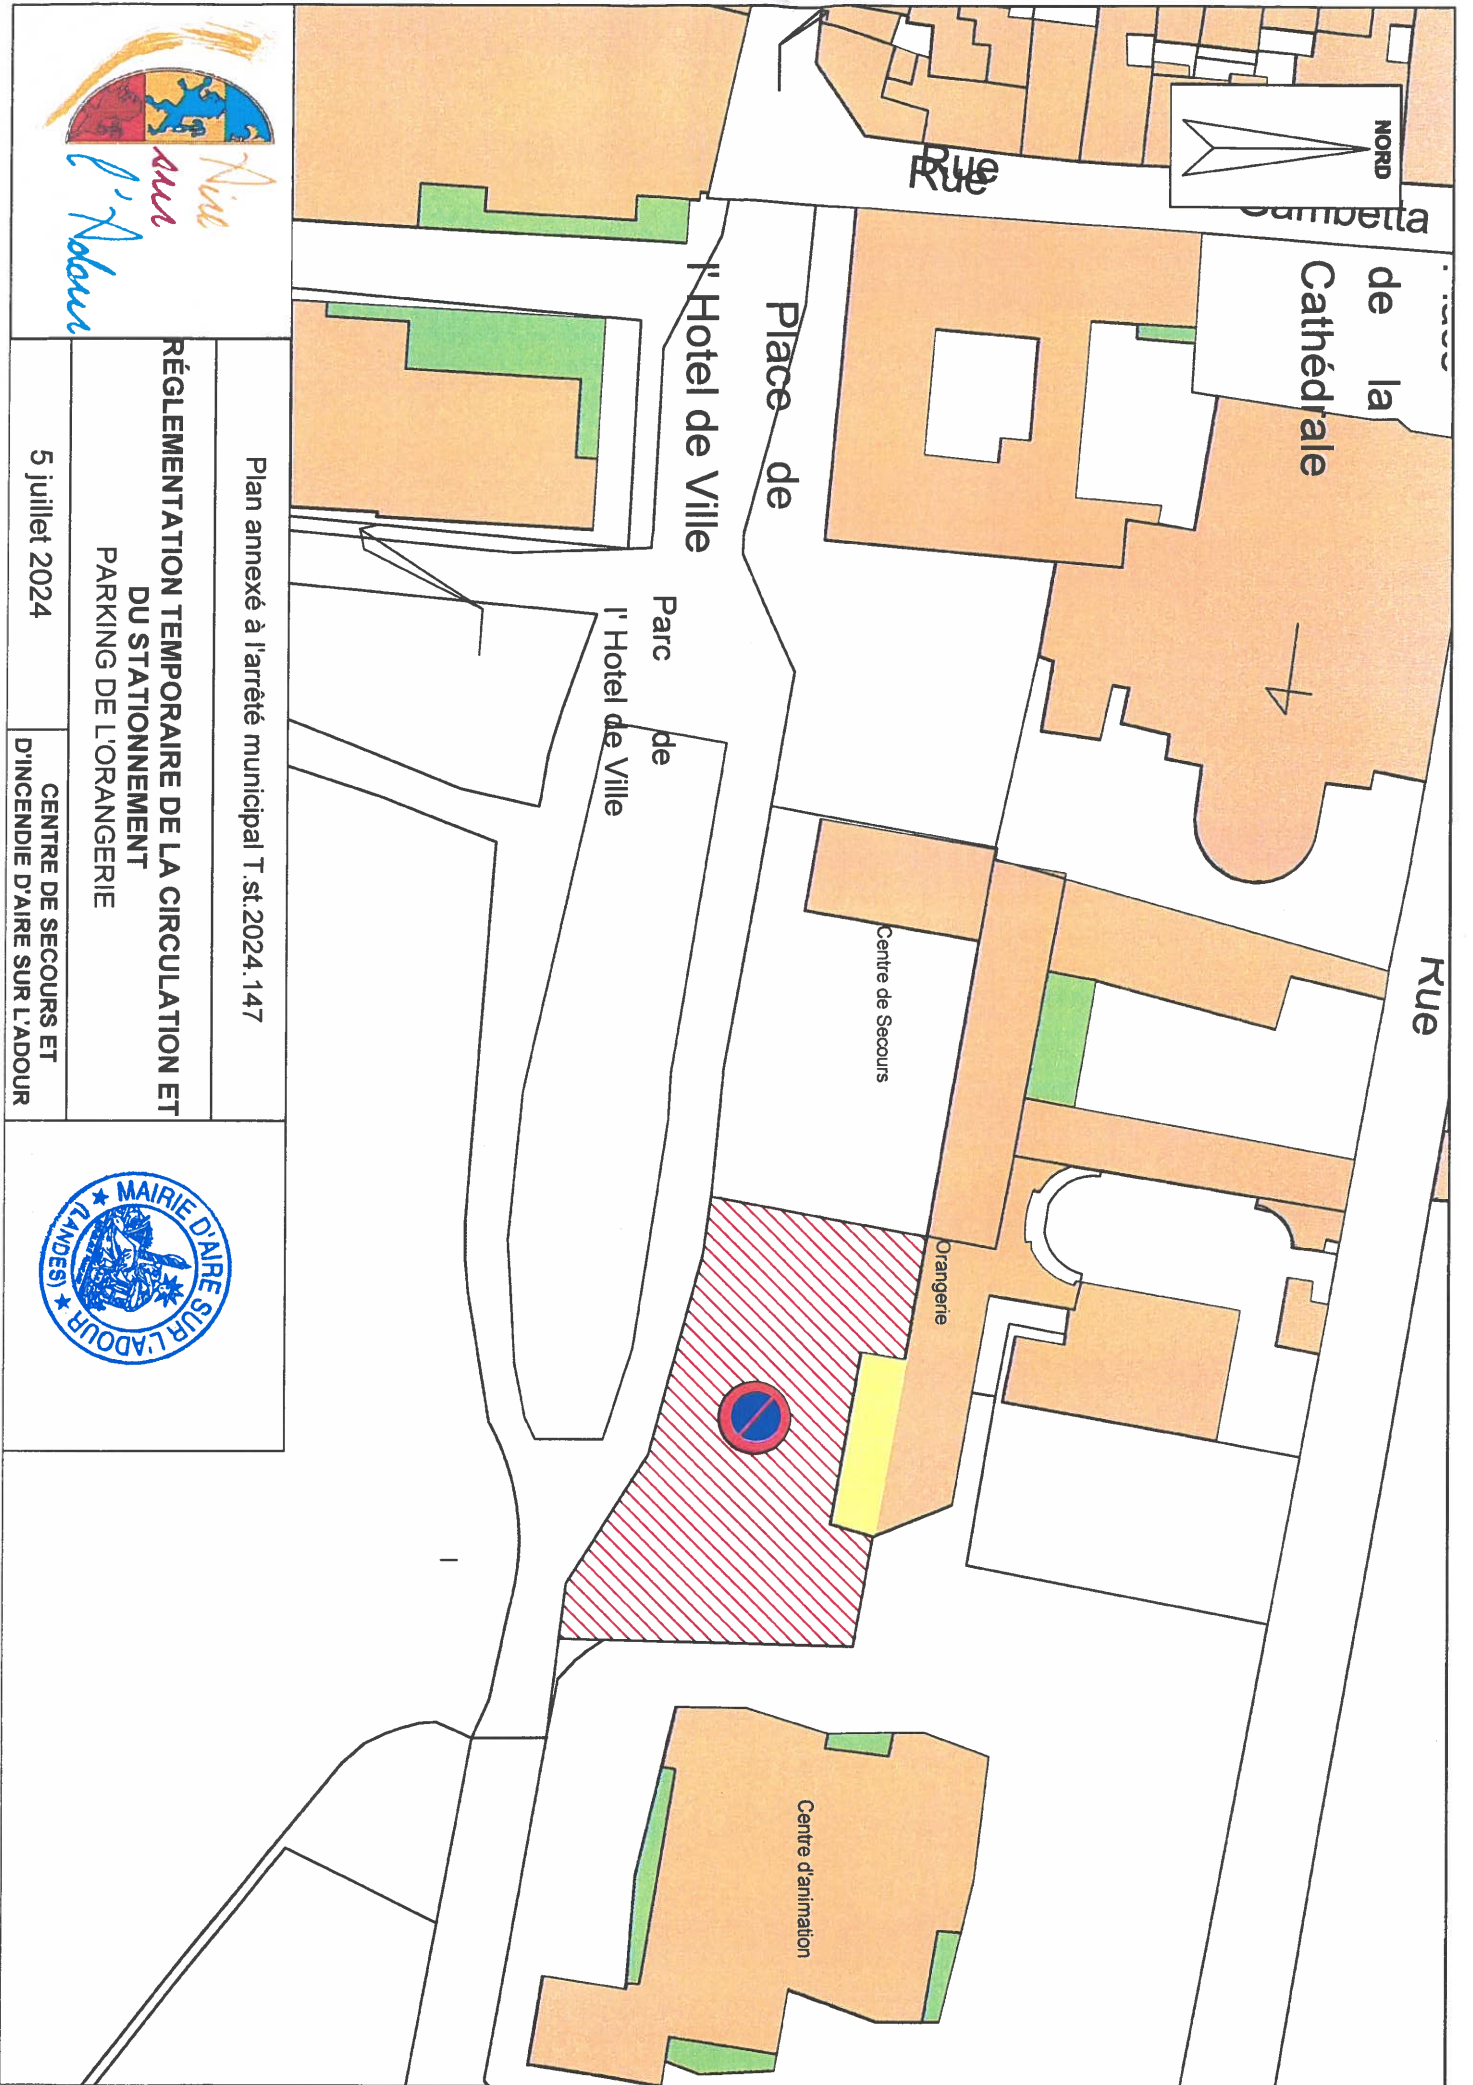 NORD
Rue
Rue
Gambetta
de la
Cathédrale
Rue
Place de
l' Hotel de Ville
Parc de
l' Hotel de Ville
Centre de Secours
Orangerie
Centre d'animation
Aire
sur
l'Adour
Plan annexé à l'arrêté municipal T.st.2024.147
RÉGLEMENTATION TEMPORAIRE DE LA CIRCULATION ET
DU STATIONNEMENT
PARKING DE L'ORANGERIE
5 juillet 2024
CENTRE DE SECOURS ET
D'INCENDIE D'AIRE SUR L'ADOUR
★ MAIRIE D'AIRE SUR L'ADOUR ★
(LANDES)